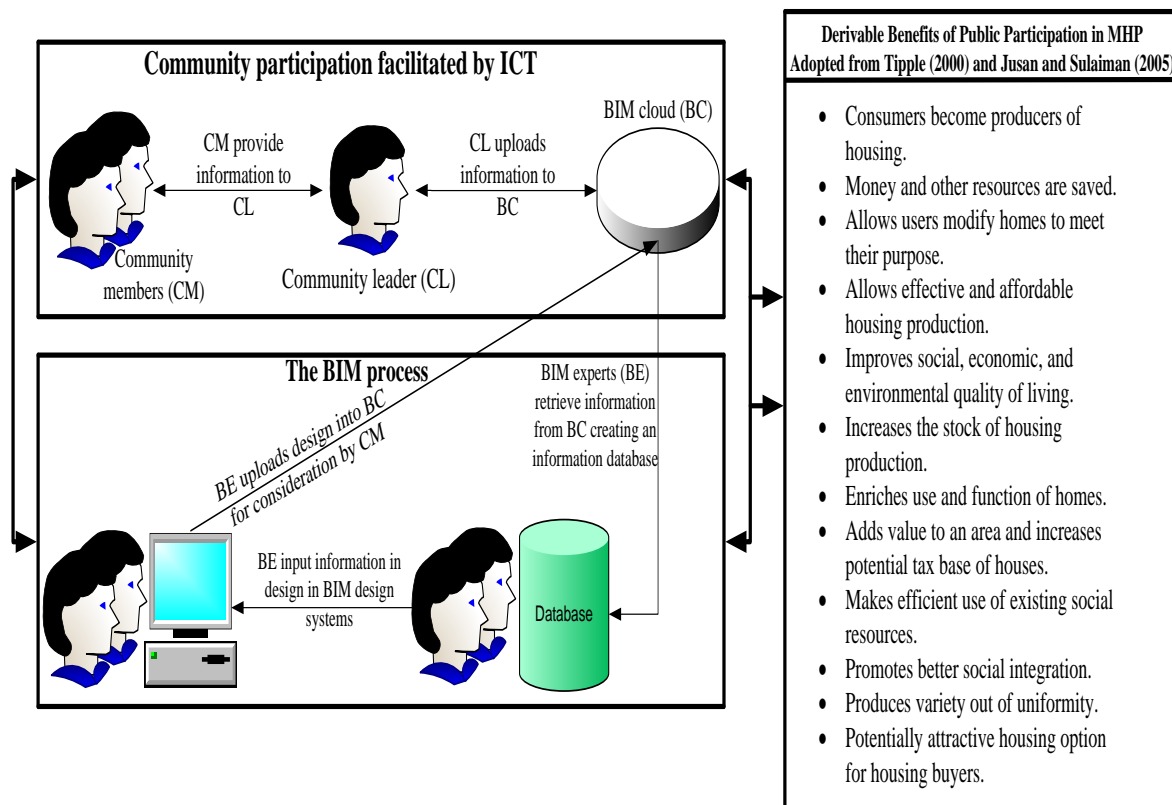 Community participation facilitated by ICT
CM provide
information to
CL
CL uploads
information to
BC
BIM cloud (BC)
Community
members (CM)
Community leader (CL)
The BIM process
BE uploads design into BC
for consideration by CM
BIM experts (BE)
retrieve information
from BC creating an
information database
BE input information in
design in BIM design
systems
Database
Derivable Benefits of Public Participation in MHP
Adopted from Tipple (2000) and Jusan and Sulaiman (2005)
• Consumers become producers of
housing.
• Money and other resources are saved.
• Allows users modify homes to meet
their purpose.
• Allows effective and affordable
housing production.
• Improves social, economic, and
environmental quality of living.
• Increases the stock of housing
production.
• Enriches use and function of homes.
• Adds value to an area and increases
potential tax base of houses.
• Makes efficient use of existing social
resources.
• Promotes better social integration.
• Produces variety out of uniformity.
• Potentially attractive housing option
for housing buyers.